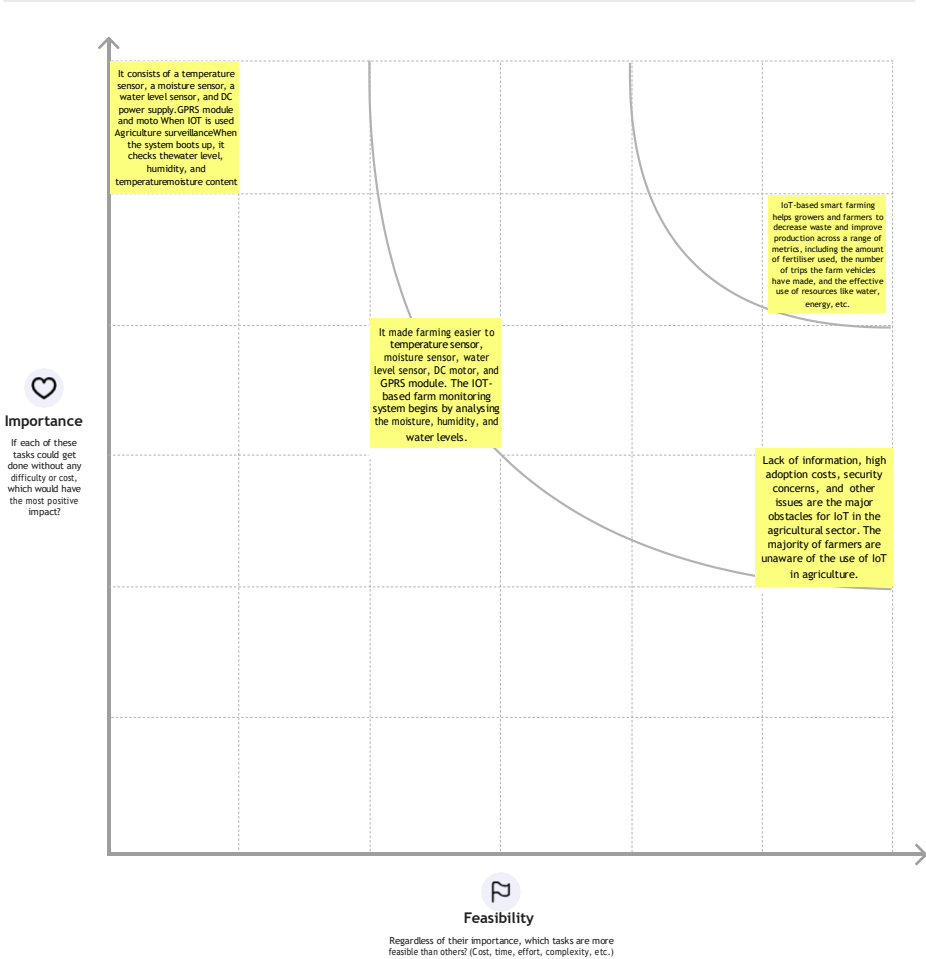 It consists of a temperature
sensor, a moisture sensor, a
water level sensor, and DC
power supply.GPRS module
and moto When IOT is used
Agriculture surveillanceWhen
the system boots up, it
checks thewater level,
humidity, and
temperaturemoisture content
IoT-based smart farming
helps growers and farmers to
decrease waste and improve
production across a range of
metrics, including the amount
of fertiliser used, the number
of trips the farm vehicles
have made, and the effective
use of resources like water,
energy, etc.
It made farming easier to
temperature sensor,
moisture sensor, water
level sensor, DC motor, and
GPRS module. The IOT-
based farm monitoring
system begins by analysing
the moisture, humidity, and
water levels.
Importance
If each of these
tasks could get
done without any
difficulty or cost,
which would have
the most positive
impact?
Lack of information, high
adoption costs, security
concerns, and other
issues are the major
obstacles for IoT in the
agricultural sector. The
majority of farmers are
unaware of the use of IoT
in agriculture.
Feasibility
Regardless of their importance, which tasks are more
feasible than others? (Cost, time, effort, complexity, etc.)